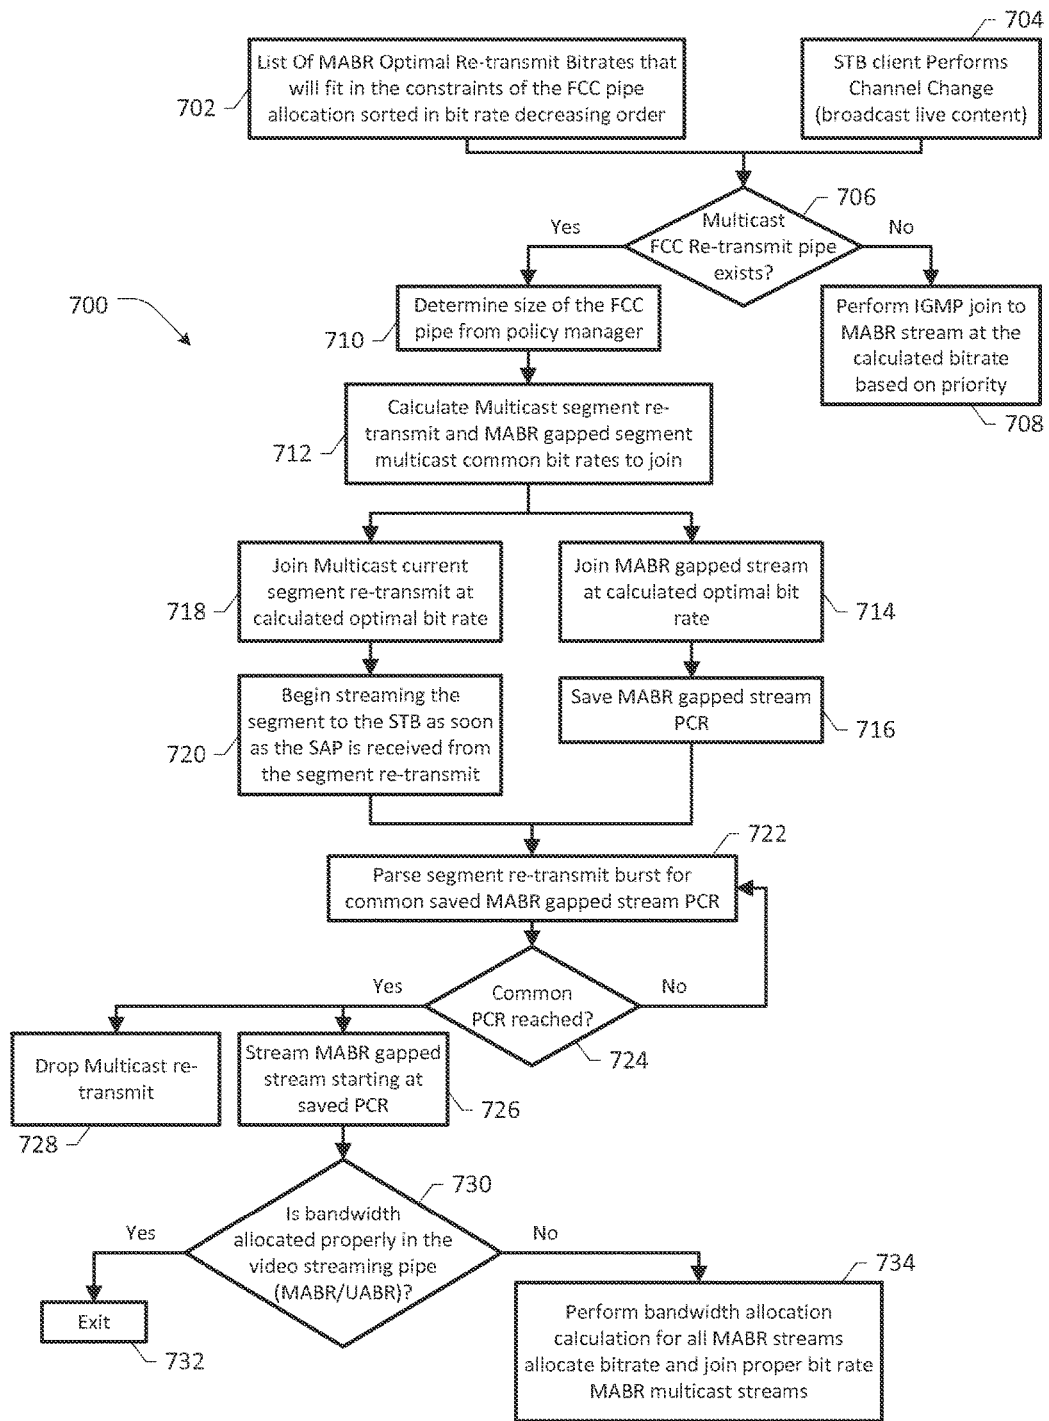 704
List Of MABR Optimal Re-transmit Bitrates that
will fit in the constraints of the FCC pipe
allocation sorted in bit rate decreasing order
702
STB client Performs
Channel Change
(broadcast live content)
706
Multicast
FCC Re-transmit pipe
exists?
Yes
No
700
Determine size of the FCC
pipe from policy manager
710
Perform IGMP join to
MABR stream at the
calculated bitrate
based on priority
708
Calculate Multicast segment re-
transmit and MABR gapped segment
multicast common bit rates to join
712
Join Multicast current
segment re-transmit at
calculated optimal bit rate
718
Join MABR gapped stream
at calculated optimal bit
rate
714
Begin streaming the
segment to the STB as soon
as the SAP is received from
the segment re-transmit
720
Save MABR gapped stream
PCR
716
722
Parse segment re-transmit burst for
common saved MABR gapped stream PCR
Yes
No
Common
PCR reached?
724
Drop Multicast re-
transmit
728
Stream MABR gapped
stream starting at
saved PCR
726
730
Is bandwidth
allocated properly in the
video streaming pipe
(MABR/UABR)?
Yes
No
Exit
732
734
Perform bandwidth allocation
calculation for all MABR streams
allocate bitrate and join proper bit rate
MABR multicast streams